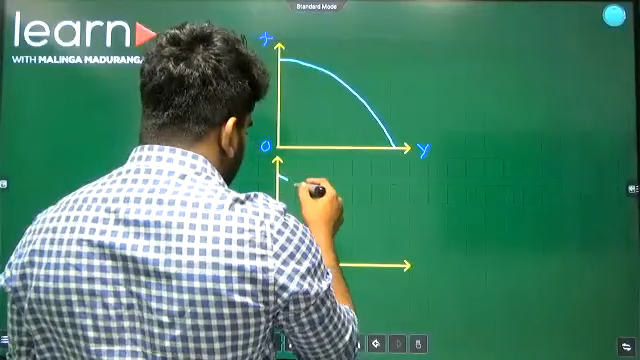 Standard Mode
learn
WITH MALINGA MADURANGA
x
O
y